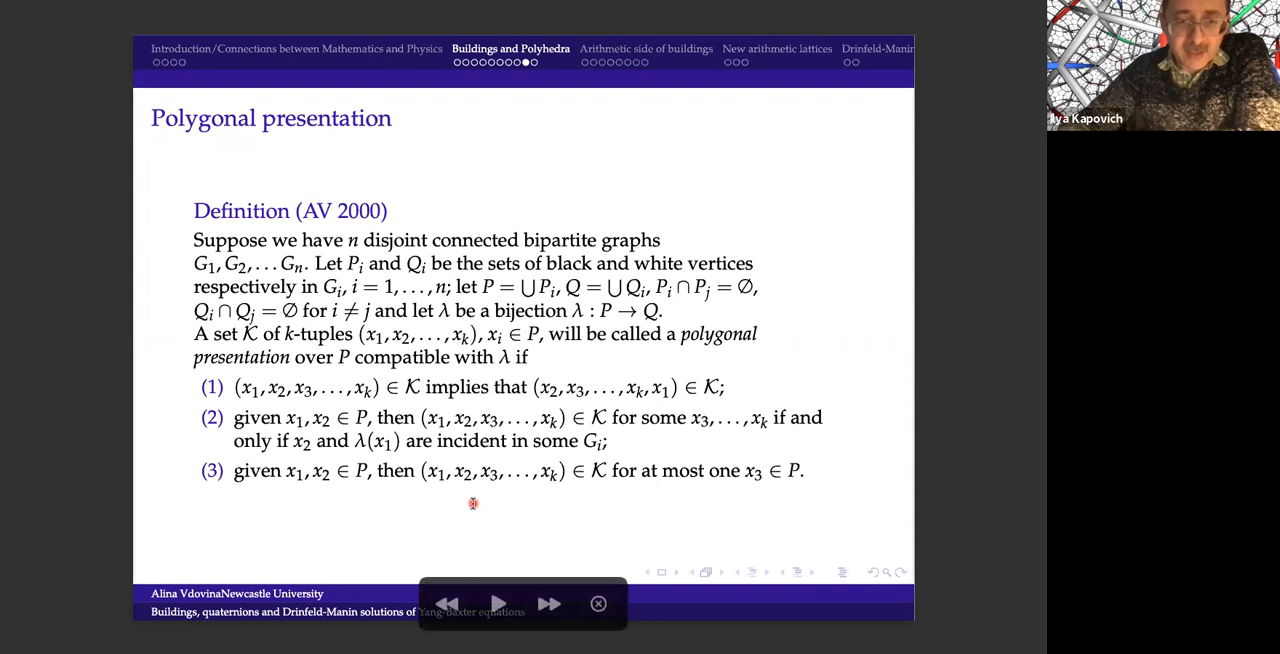 Introduction/Connections between Mathematics and Physics Buildings and Polyhedra Arithmetic side of buildings New arithmetic lattices Drinfeld-Manin
Polygonal presentation
Definition (AV 2000)
Suppose we have n disjoint connected bipartite graphs
G₁, G₂, … Gₙ. Let Pᵢ and Qᵢ be the sets of black and white vertices
respectively in Gᵢ, i = 1, …, n; let P = ⋃ Pᵢ, Q = ⋃ Qᵢ, Pᵢ ∩ Pⱼ = ∅,
Qᵢ ∩ Qⱼ = ∅ for i ≠ j and let λ be a bijection λ : P → Q.
A set 𝒦 of k-tuples (x₁, x₂, …, xₖ), xᵢ ∈ P, will be called a polygonal
presentation over P compatible with λ if
(1) (x₁, x₂, x₃, …, xₖ) ∈ 𝒦 implies that (x₂, x₃, …, xₖ, x₁) ∈ 𝒦;
(2) given x₁, x₂ ∈ P, then (x₁, x₂, x₃, …, xₖ) ∈ 𝒦 for some x₃, …, xₖ if and
only if x₂ and λ(x₁) are incident in some Gᵢ;
(3) given x₁, x₂ ∈ P, then (x₁, x₂, x₃, …, xₖ) ∈ 𝒦 for at most one x₃ ∈ P.
Alina VdovinaNewcastle University
Buildings, quaternions and Drinfeld-Manin solutions of Yang-Baxter equations
Ilya Kapovich